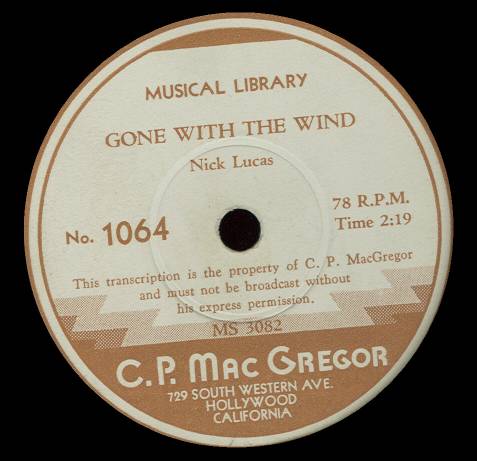 MUSICAL LIBRARY
GONE WITH THE WIND
Nick Lucas
78 R.P.M.
Time 2:19
No. 1064
This transcription is the property of C. P. MacGregor
and must not be broadcast without
his express permission.
MS 3082
C.P. MAC GREGOR
729 SOUTH WESTERN AVE.
HOLLYWOOD
CALIFORNIA